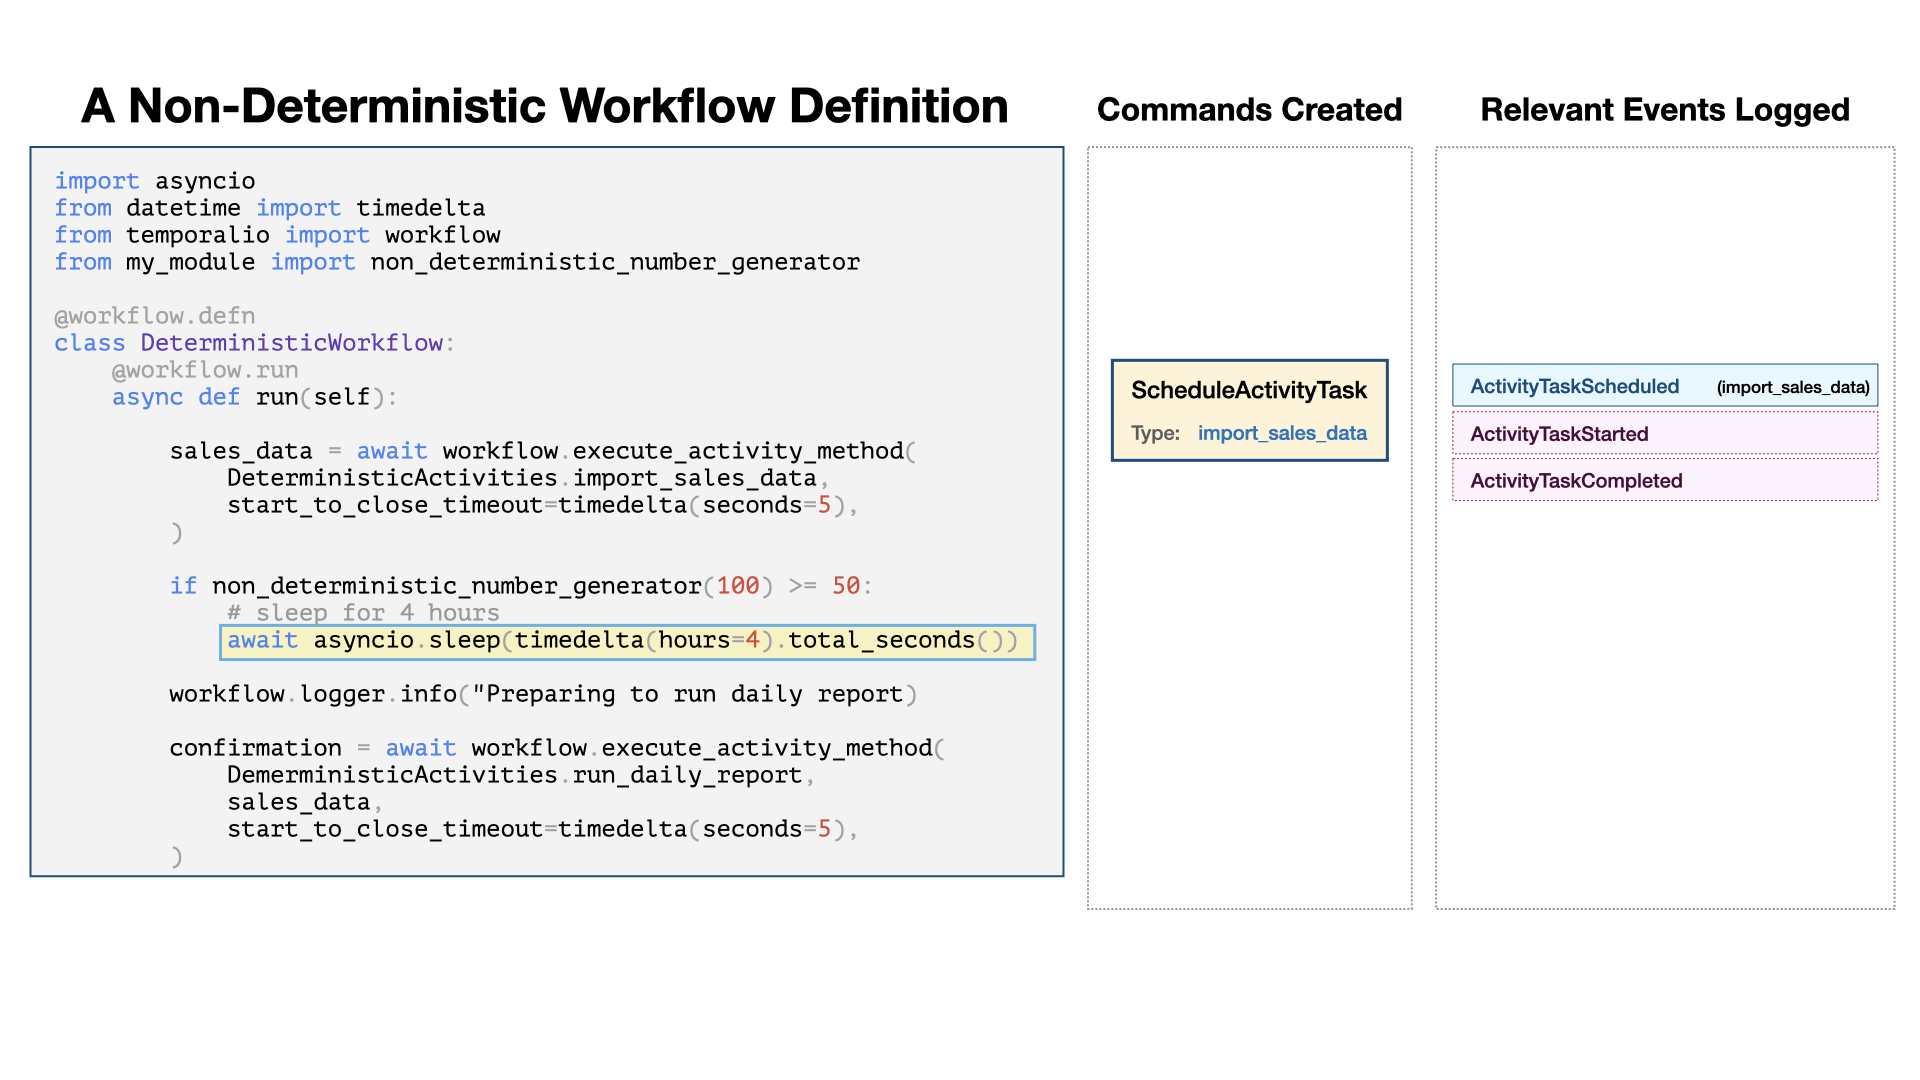 A Non-Deterministic Workflow Definition
import asyncio
from datetime import timedelta
from temporalio import workflow
from my_module import non_deterministic_number_generator
@workflow.defn
class DeterministicWorkflow:
@workflow.run
async def run(self):
sales_data = await workflow.execute_activity_method(
DeterministicActivities.import_sales_data,
start_to_close_timeout=timedelta(seconds=5),
)
if non_deterministic_number_generator(100) >= 50:
# sleep for 4 hours
await asyncio.sleep(timedelta(hours=4).total_seconds())
workflow.logger.info("Preparing to run daily report)
confirmation = await workflow.execute_activity_method(
DemerministicActivities.run_daily_report,
sales_data,
start_to_close_timeout=timedelta(seconds=5),
)
Commands Created
ScheduleActivityTask
Type: import_sales_data
Relevant Events Logged
ActivityTaskScheduled (import_sales_data)
ActivityTaskStarted
ActivityTaskCompleted